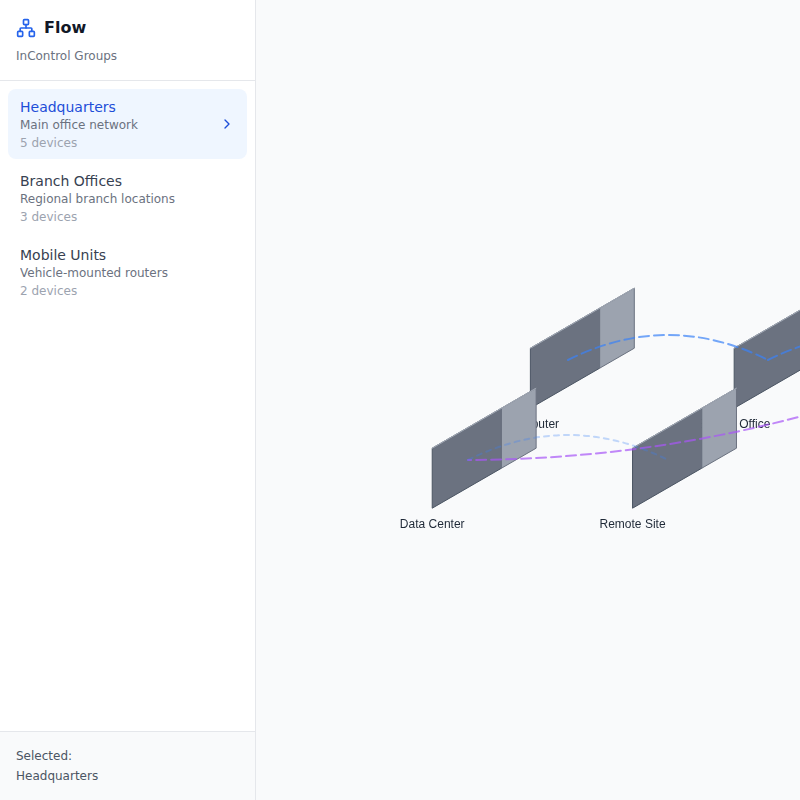 Flow
InControl Groups
Headquarters
Main office network
5 devices
Branch Offices
Regional branch locations
3 devices
Mobile Units
Vehicle-mounted routers
2 devices
Office
Data Center
Remote Site
Selected:
Headquarters